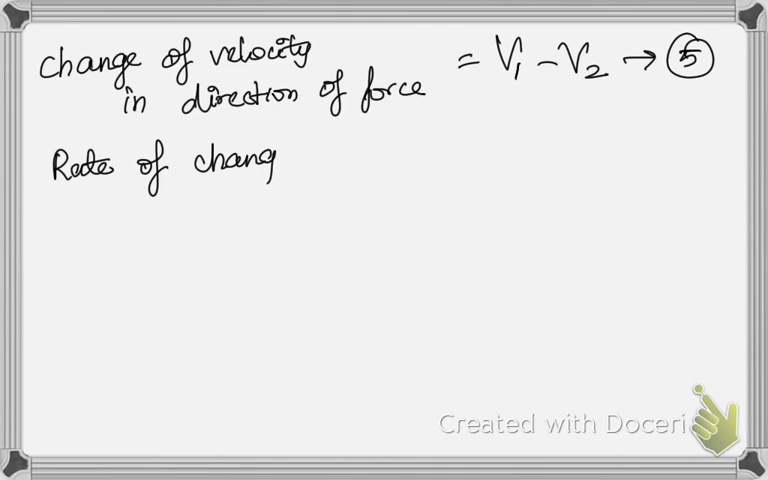 change of velocity = V₁ - V₂ → ⑤
in direction of force
Rate of chang
Created with Doceri